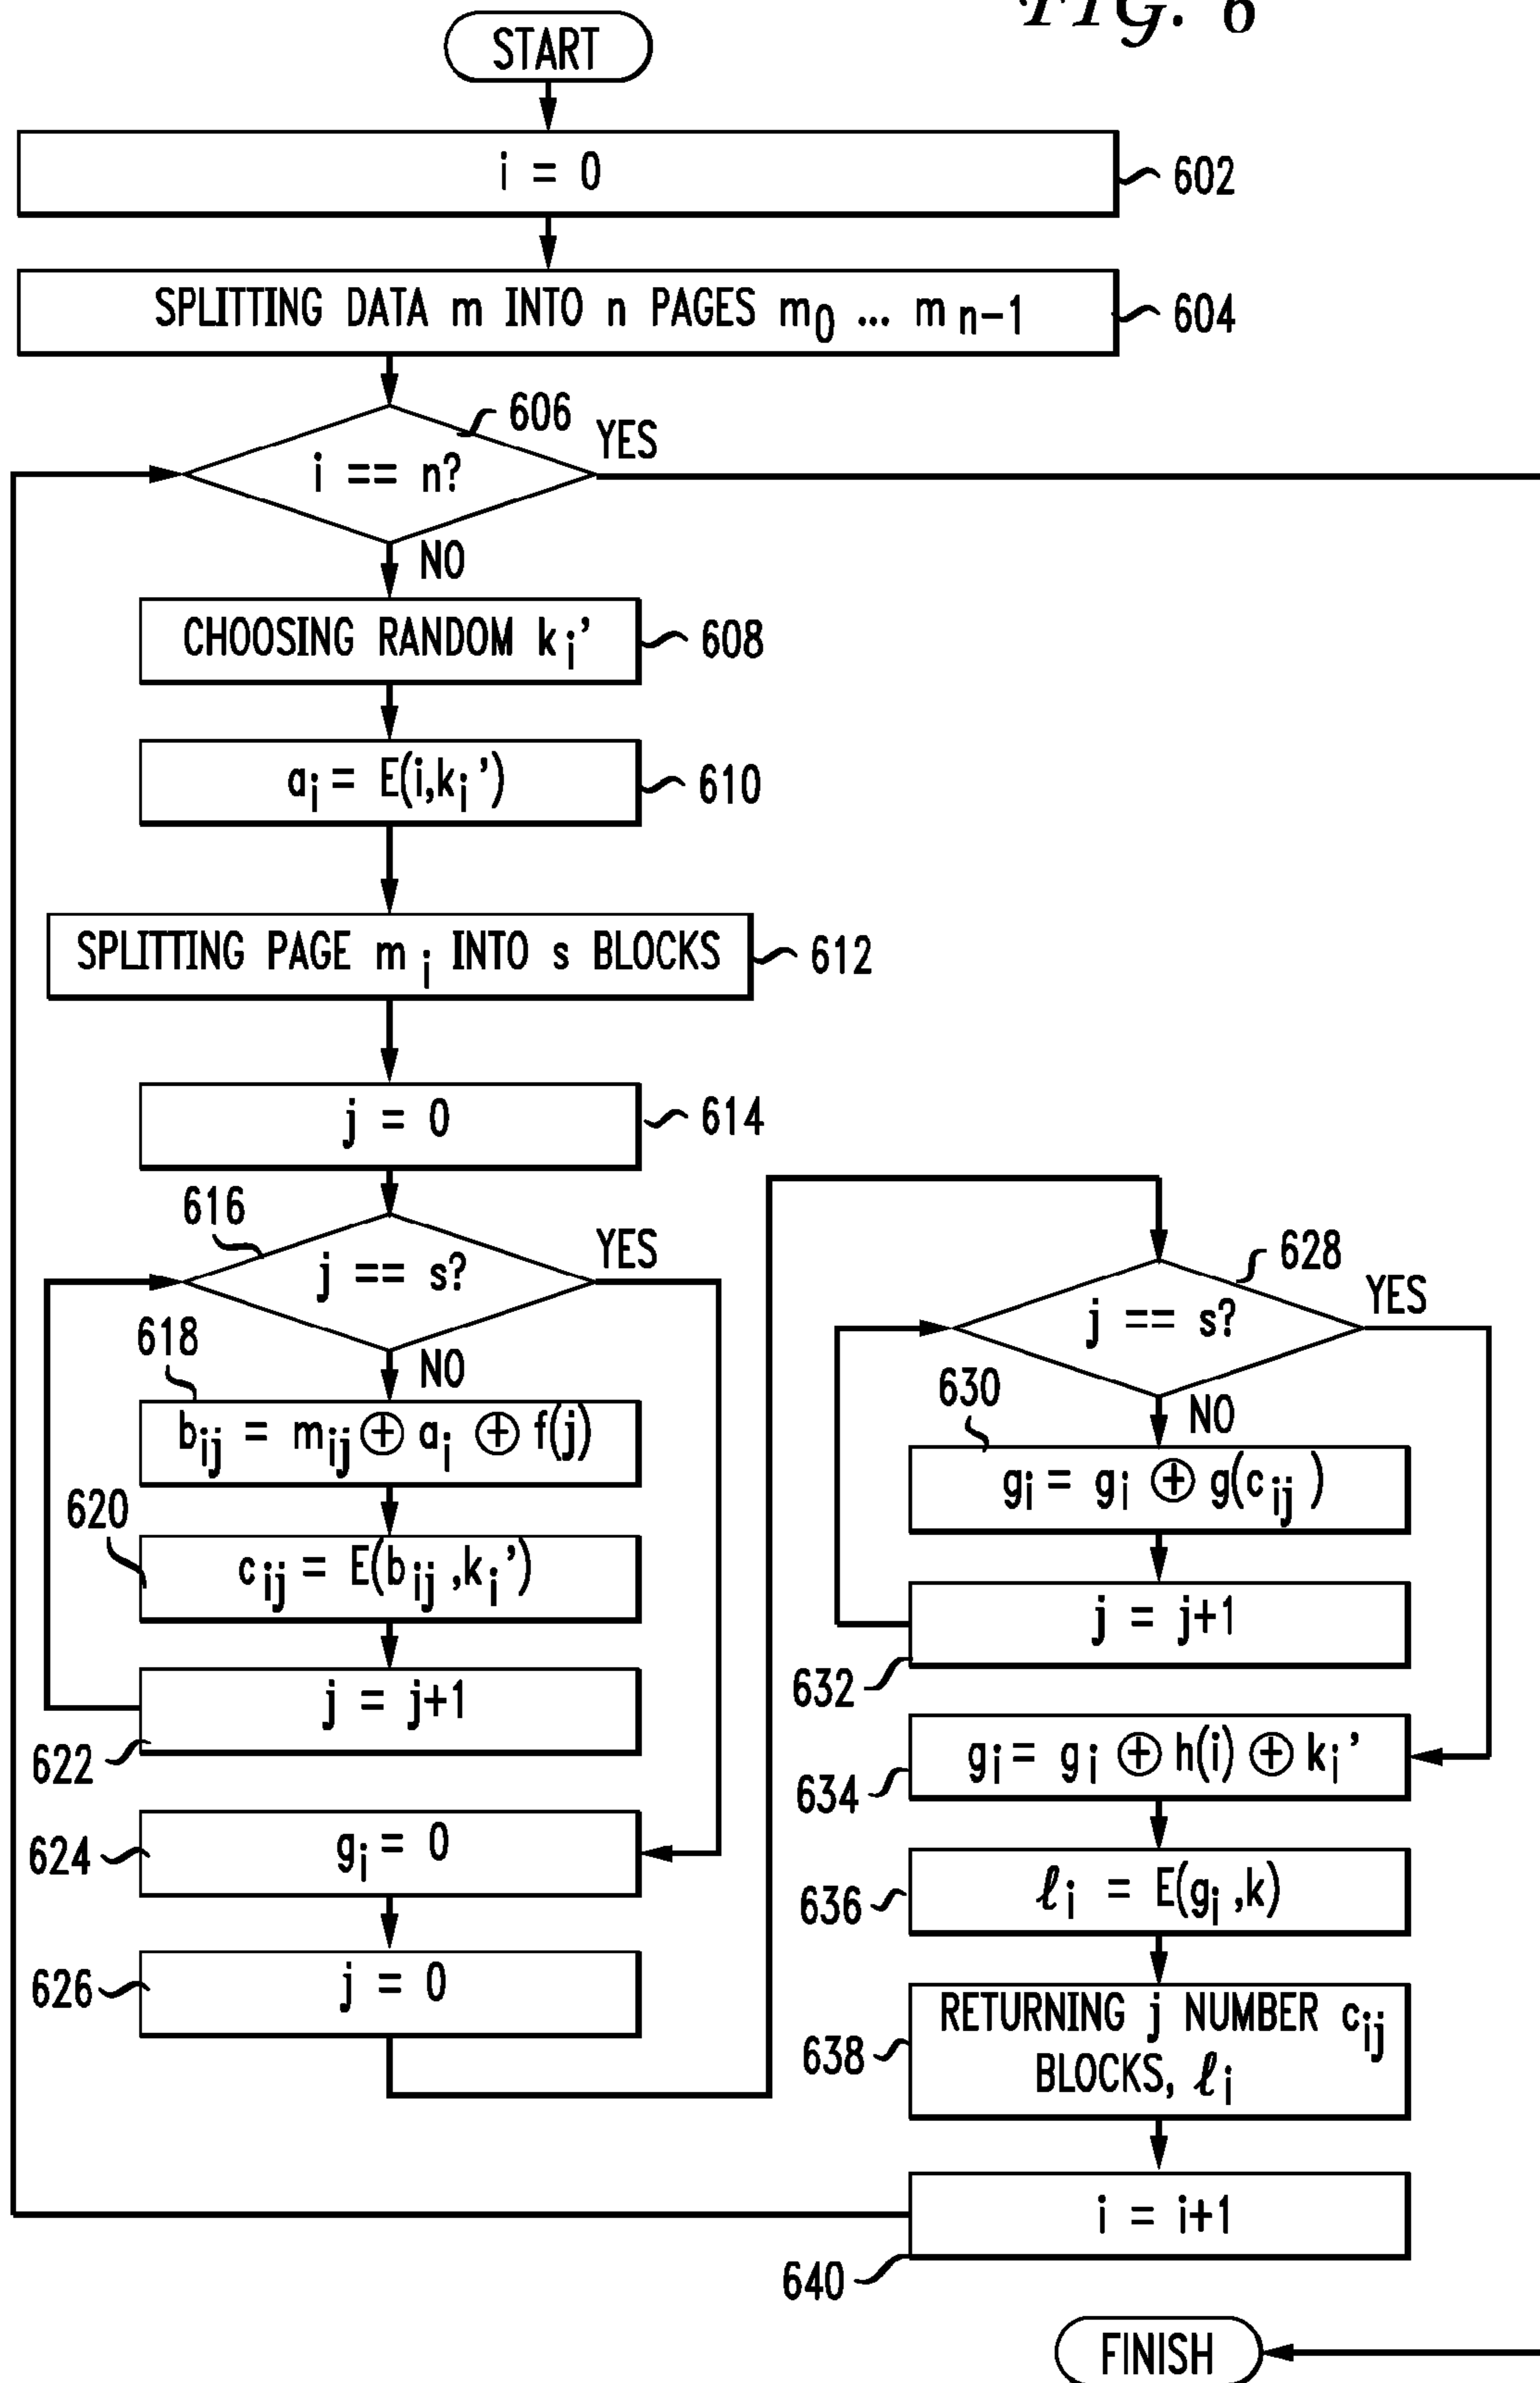 FIG. 6
START
i = 0
602
SPLITTING DATA m INTO n PAGES m0 ... m n-1
604
606
i == n?
YES
NO
CHOOSING RANDOM ki'
608
ai = E(i,ki')
610
SPLITTING PAGE mi INTO s BLOCKS
612
j = 0
614
616
j == s?
YES
NO
618
bij = mij ⊕ ai ⊕ f(j)
620
cij = E(bij,ki')
j = j+1
622
gi = 0
624
j = 0
626
628
j == s?
YES
NO
630
gi = gi ⊕ g(cij)
j = j+1
632
gi = gi ⊕ h(i) ⊕ ki'
634
ℓi = E(gi,k)
636
RETURNING j NUMBER cij
BLOCKS, ℓi
638
i = i+1
640
FINISH